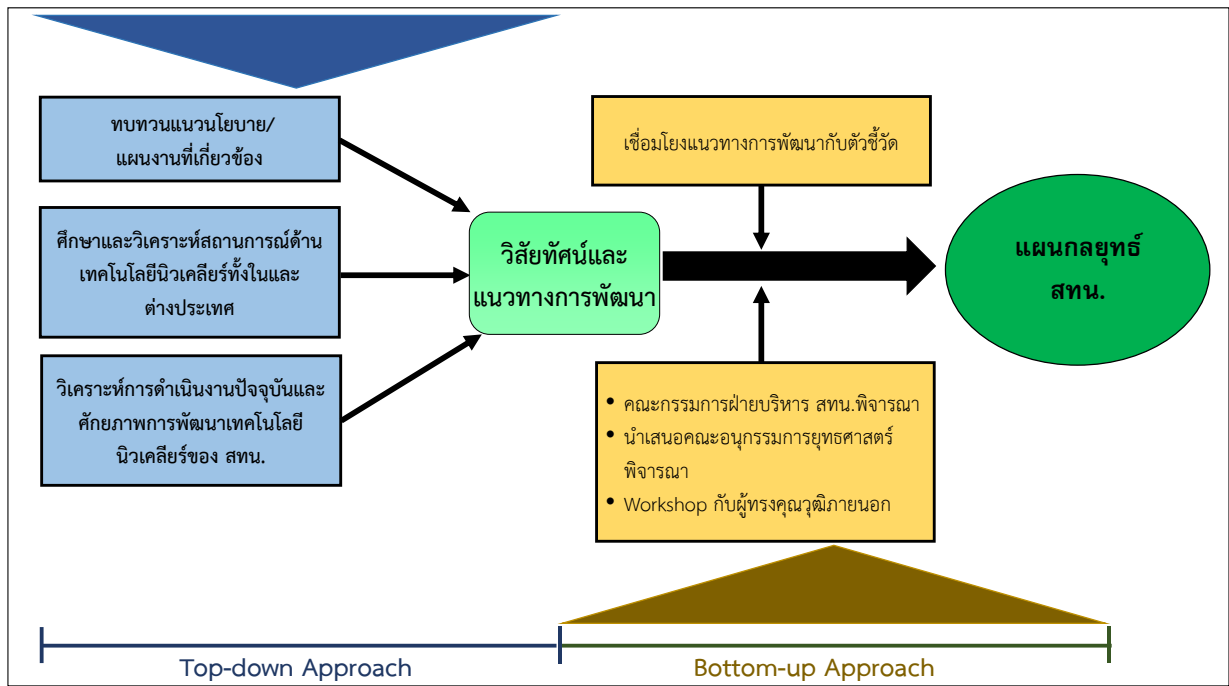 ทบทวนแนวนโยบาย/
แผนงานที่เกี่ยวข้อง
ศึกษาและวิเคราะห์สถานการณ์ด้าน
เทคโนโลยีนิวเคลียร์ทั้งในและ
ต่างประเทศ
วิเคราะห์การดำเนินงานปัจจุบันและ
ศักยภาพการพัฒนาเทคโนโลยี
นิวเคลียร์ของ สทน.
วิสัยทัศน์และ
แนวทางการพัฒนา
เชื่อมโยงแนวทางการพัฒนากับตัวชี้วัด
• คณะกรรมการฝ่ายบริหาร สทน.พิจารณา
• นำเสนอคณะอนุกรรมการยุทธศาสตร์
พิจารณา
• Workshop กับผู้ทรงคุณวุฒิภายนอก
แผนกลยุทธ์
สทน.
Top-down Approach
Bottom-up Approach